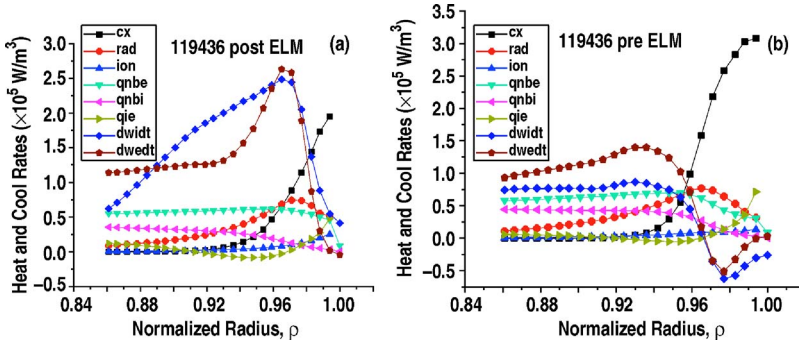 119436 post ELM
(a)
cx
rad
ion
qnbe
qnbi
qie
dwidt
dwedt
Heat and Cool Rates (×10⁵ W/m³)
3.0
2.5
2.0
1.5
1.0
0.5
0.0
−0.5
0.84 0.88 0.92 0.96 1.00
Normalized Radius, ρ
119436 pre ELM
(b)
cx
rad
ion
qnbe
qnbi
qie
dwidt
dwedt
Heat and Cool Rates (×10⁵ W/m³)
3.5
3.0
2.5
2.0
1.5
1.0
0.5
0.0
−0.5
0.84 0.88 0.92 0.96 1.00
Normalized Radius, ρ